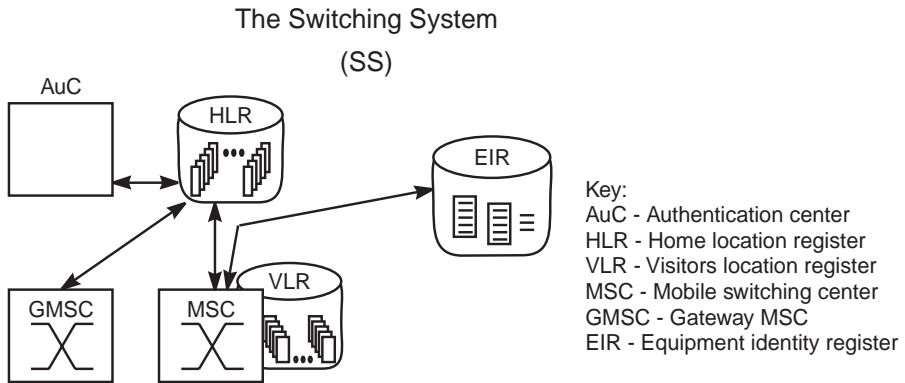 The Switching System
(SS)
AuC
HLR
EIR
VLR
GMSC
MSC
Key:
AuC - Authentication center
HLR - Home location register
VLR - Visitors location register
MSC - Mobile switching center
GMSC - Gateway MSC
EIR - Equipment identity register